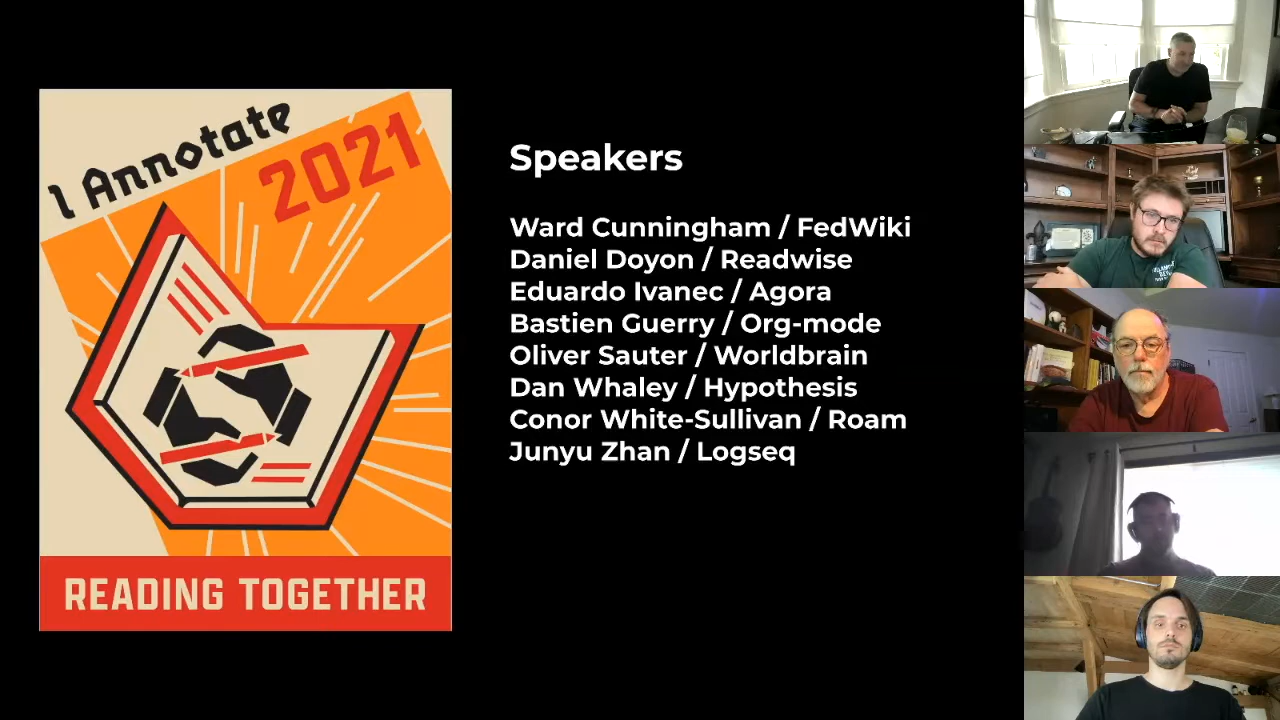 I Annotate
2021
READING TOGETHER
Speakers
Ward Cunningham / FedWiki
Daniel Doyon / Readwise
Eduardo Ivanec / Agora
Bastien Guerry / Org-mode
Oliver Sauter / Worldbrain
Dan Whaley / Hypothesis
Conor White-Sullivan / Roam
Junyu Zhan / Logseq